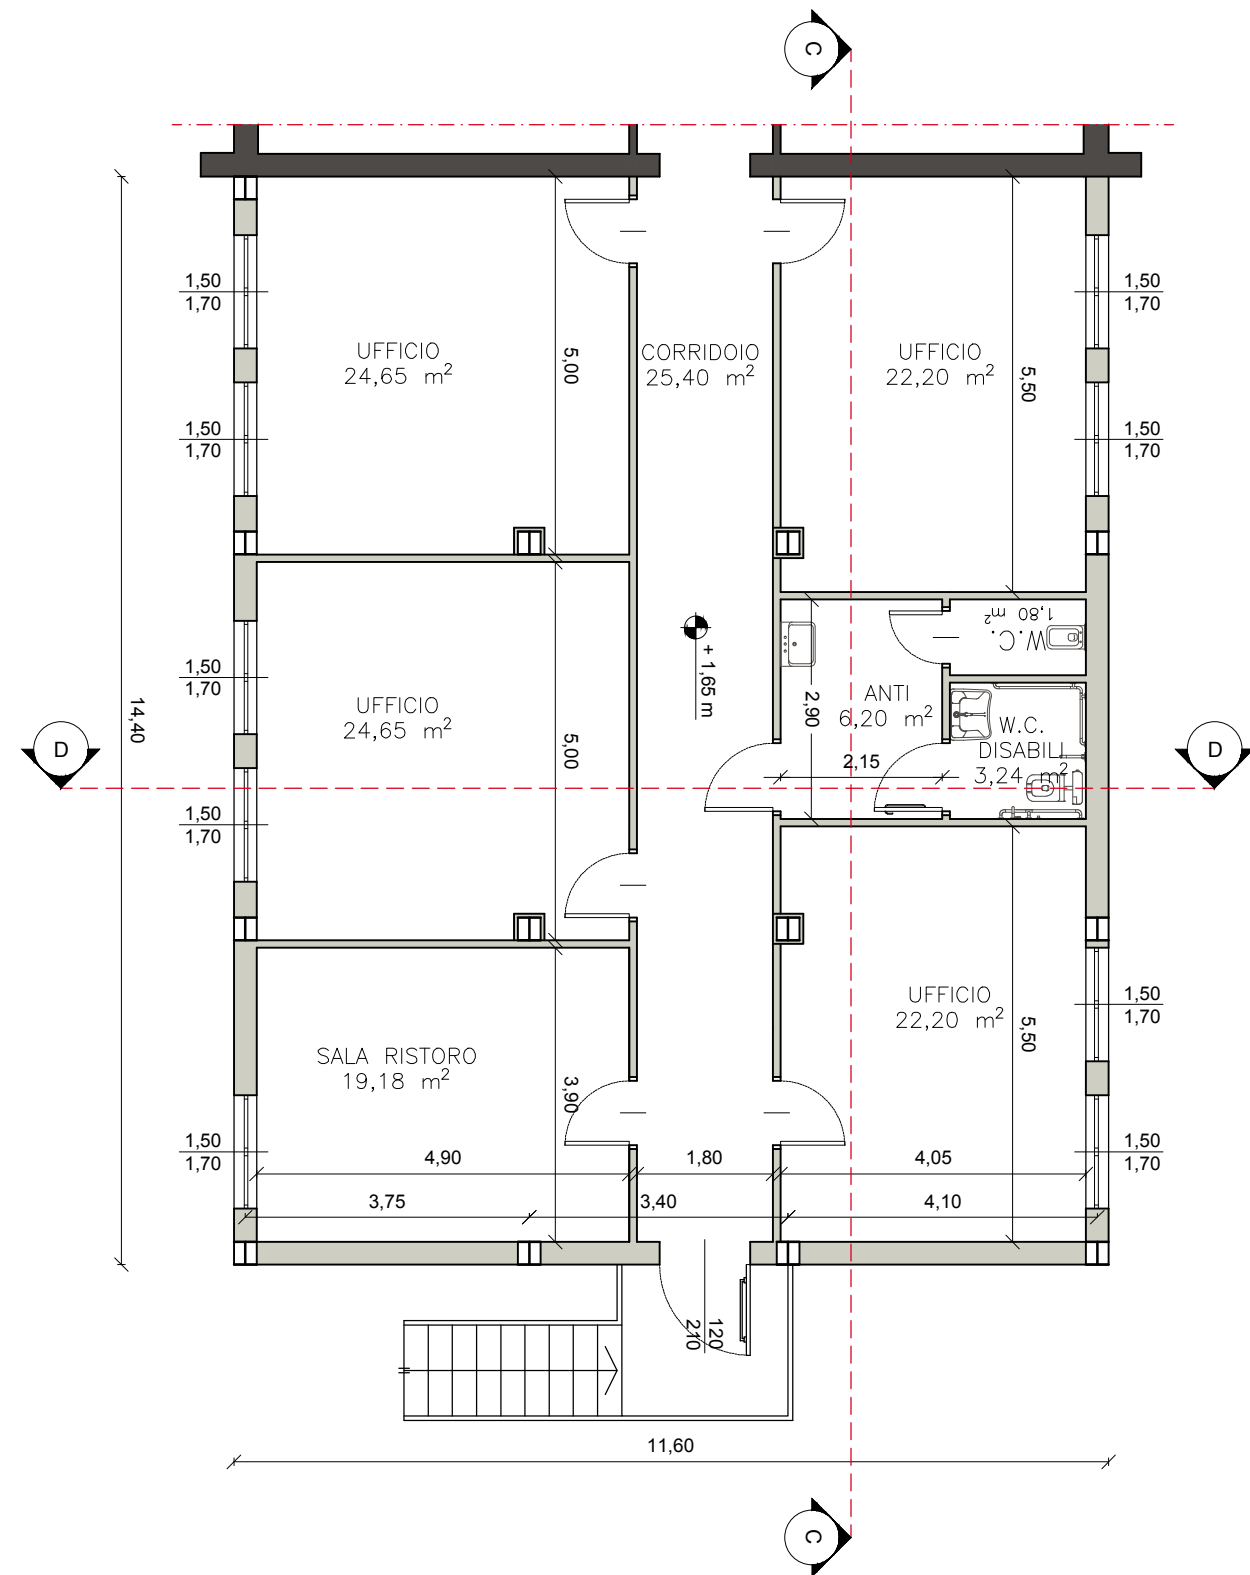 C
1,50
1,70
1,50
1,70
UFFICIO
24,65 m²
5,00
CORRIDOIO
25,40 m²
UFFICIO
22,20 m²
5,50
1,50
1,70
1,50
1,70
14,40
D
1,50
1,70
1,50
1,70
UFFICIO
24,65 m²
5,00
+ 1,65 m
2,90
ANTI
6,20 m²
2,15
W.C.
1,80 m²
W.C.
DISABILI
3,24 m²
D
SALA RISTORO
19,18 m²
3,90
UFFICIO
22,20 m²
5,50
1,50
1,70
1,50
1,70
1,50
1,70
4,90
1,80
4,05
3,75
3,40
4,10
120
210
11,60
C